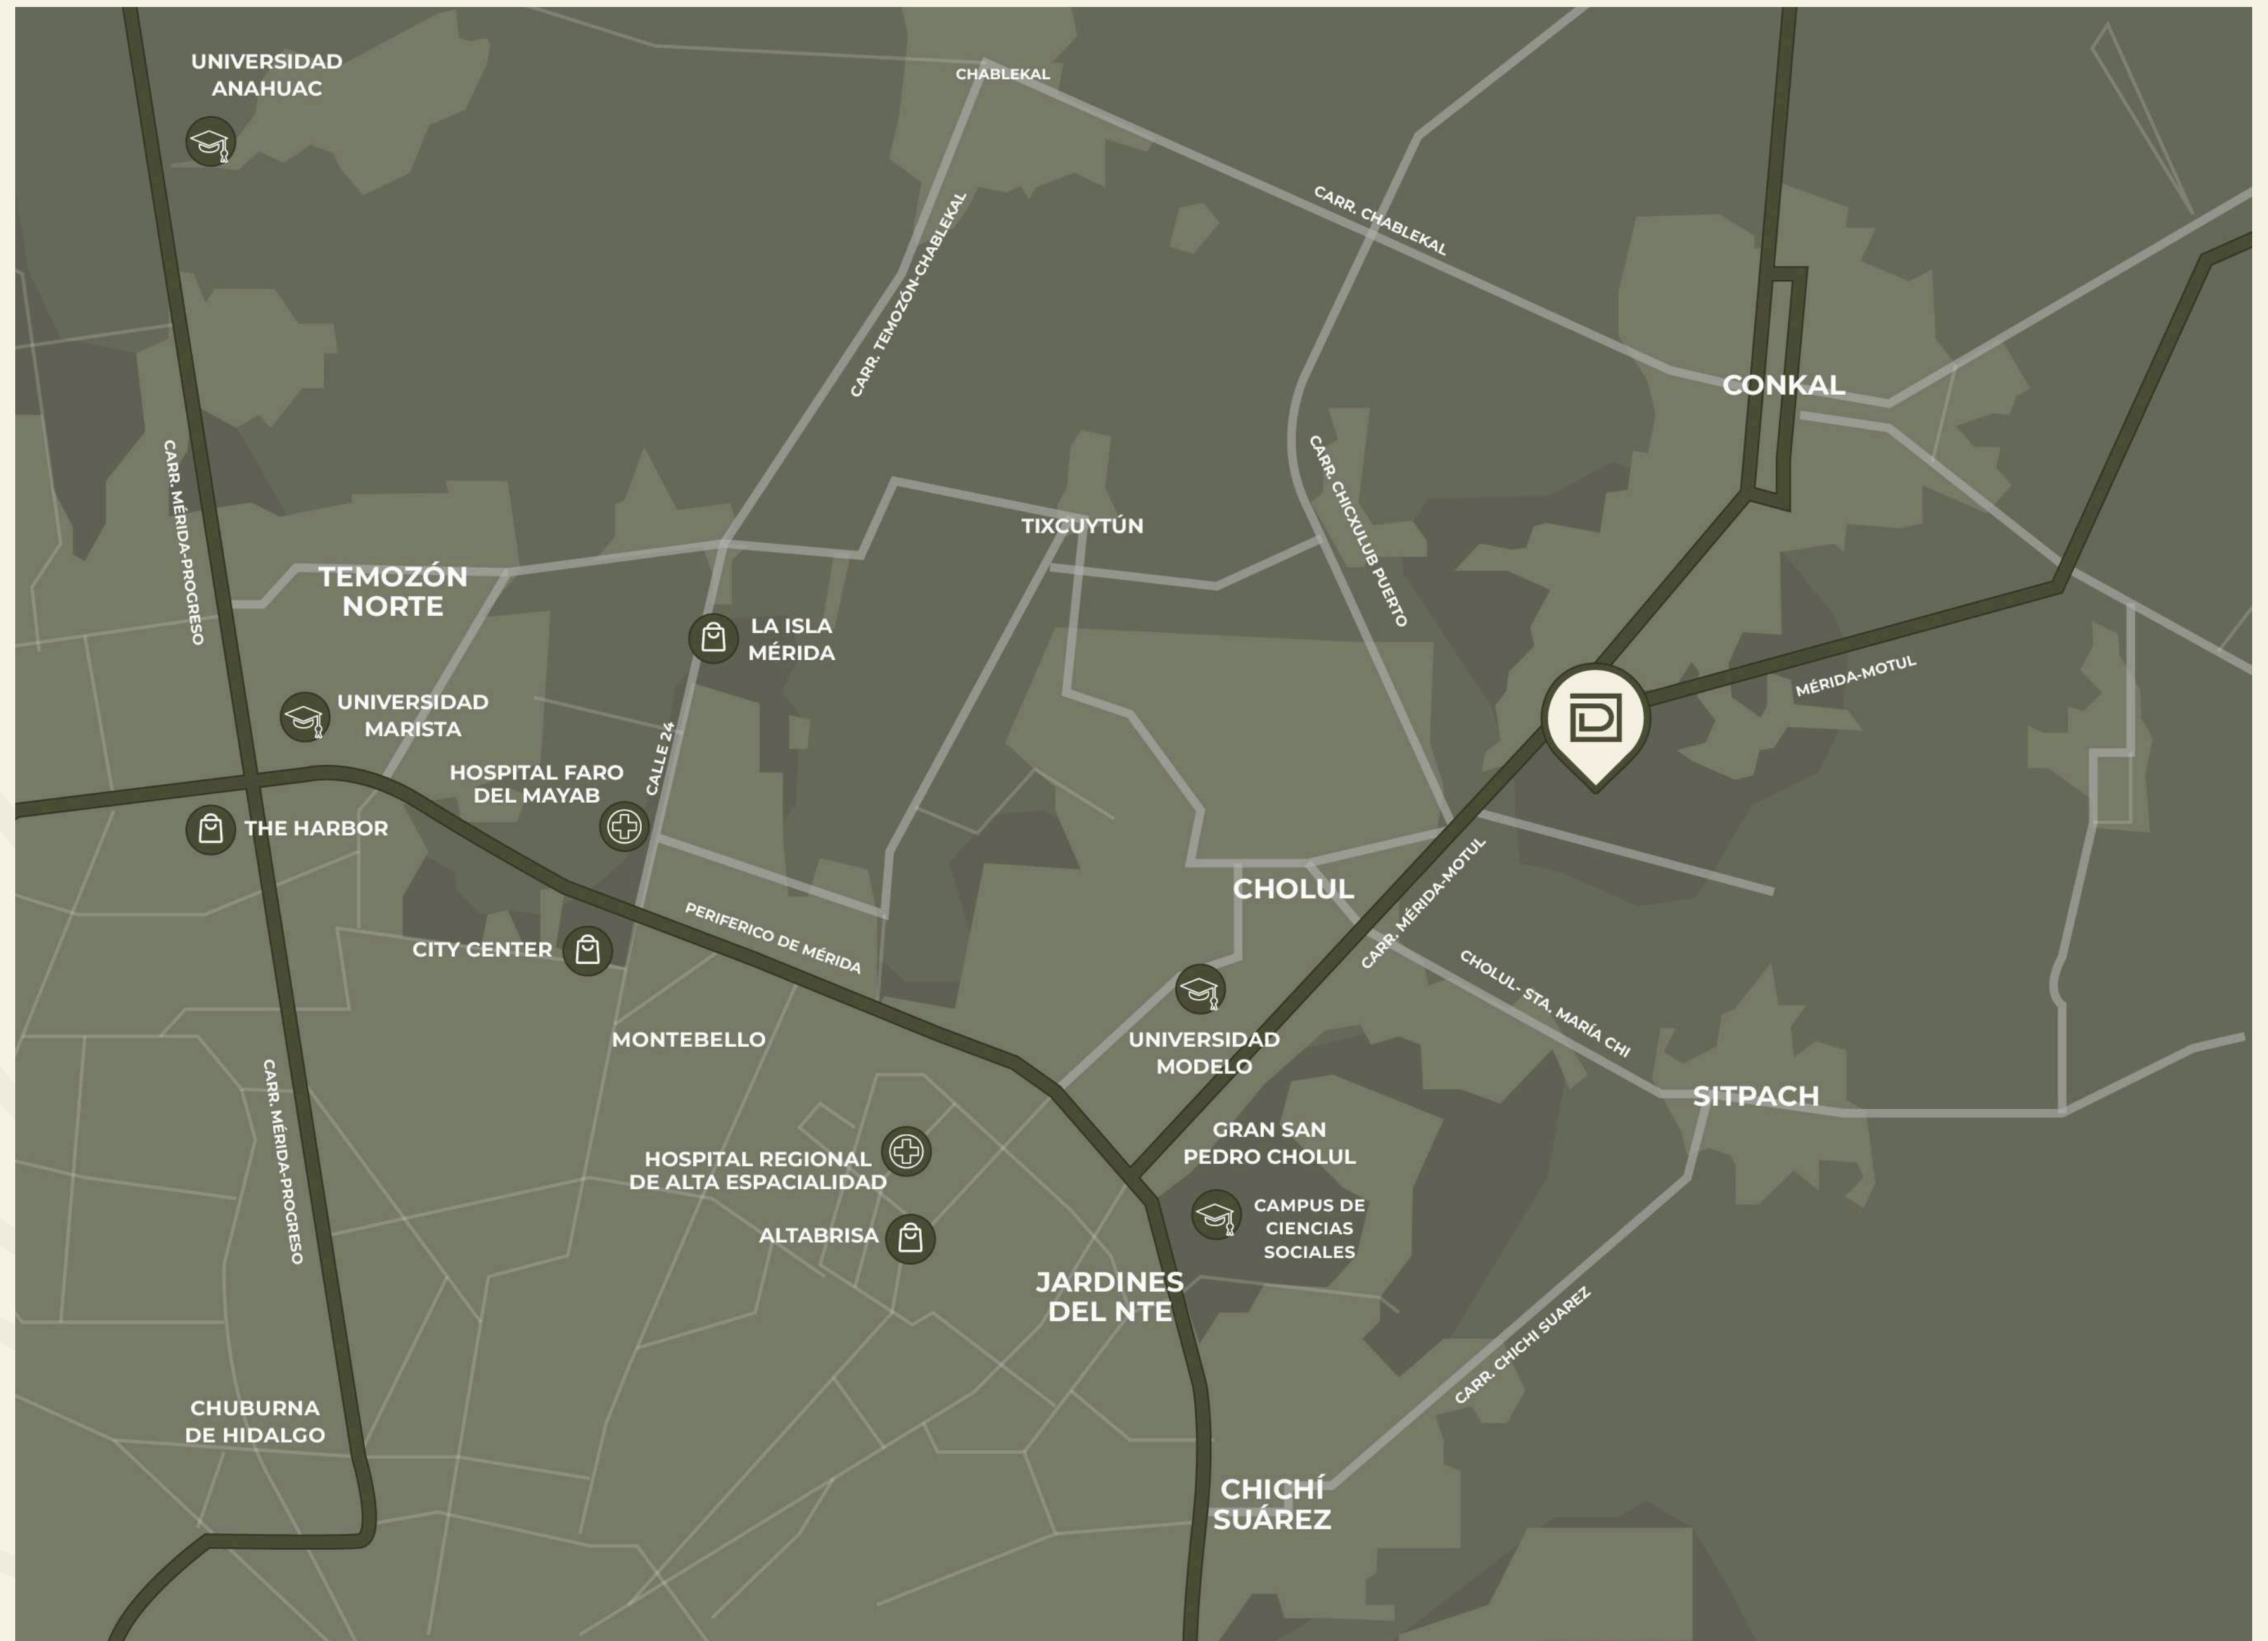 UNIVERSIDAD
ANAHUAC
CHABLEKAL
CARR. CHABLEKAL
CARR. TEMOZÓN-CHABLEKAL
CONKAL
CARR. MÉRIDA-PROGRESO
CARR. CHICXULUB PUERTO
TIXCUYTÚN
TEMOZÓN
NORTE
LA ISLA
MÉRIDA
MÉRIDA-MOTUL
UNIVERSIDAD
MARISTA
CALLE 24
HOSPITAL FARO
DEL MAYAB
THE HARBOR
CHOLUL
CARR. MÉRIDA-MOTUL
PERIFERICO DE MÉRIDA
CITY CENTER
CHOLUL- STA. MARÍA CHI
MONTEBELLO
UNIVERSIDAD
MODELO
SITPACH
CARR. MÉRIDA-PROGRESO
GRAN SAN
PEDRO CHOLUL
HOSPITAL REGIONAL
DE ALTA ESPACIALIDAD
CAMPUS DE
CIENCIAS
SOCIALES
ALTABRISA
JARDINES
DEL NTE
CARR. CHICHI SUAREZ
CHUBURNA
DE HIDALGO
CHICHÍ
SUÁREZ